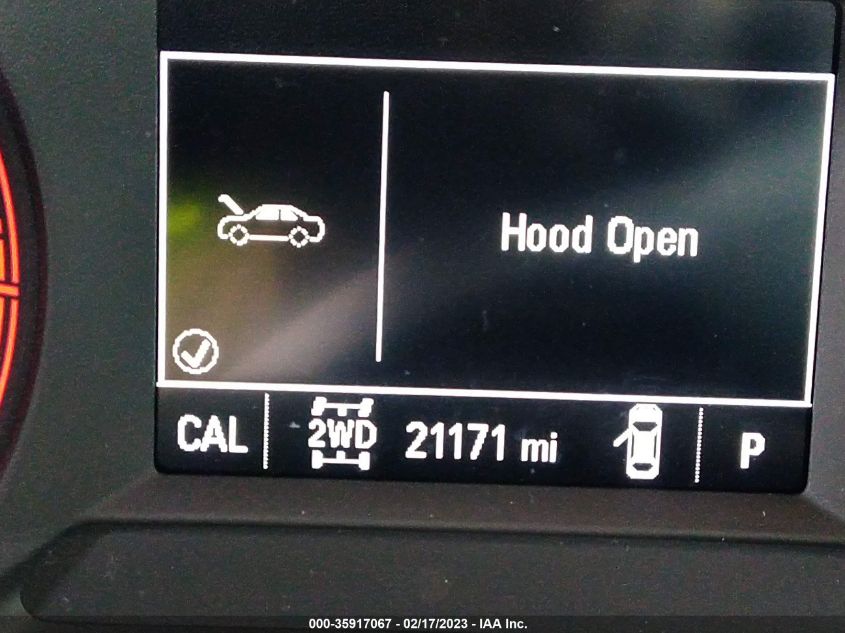 Hood Open
CAL 2WD 21171 mi P
000-35917067 - 02/17/2023 - IAA Inc.